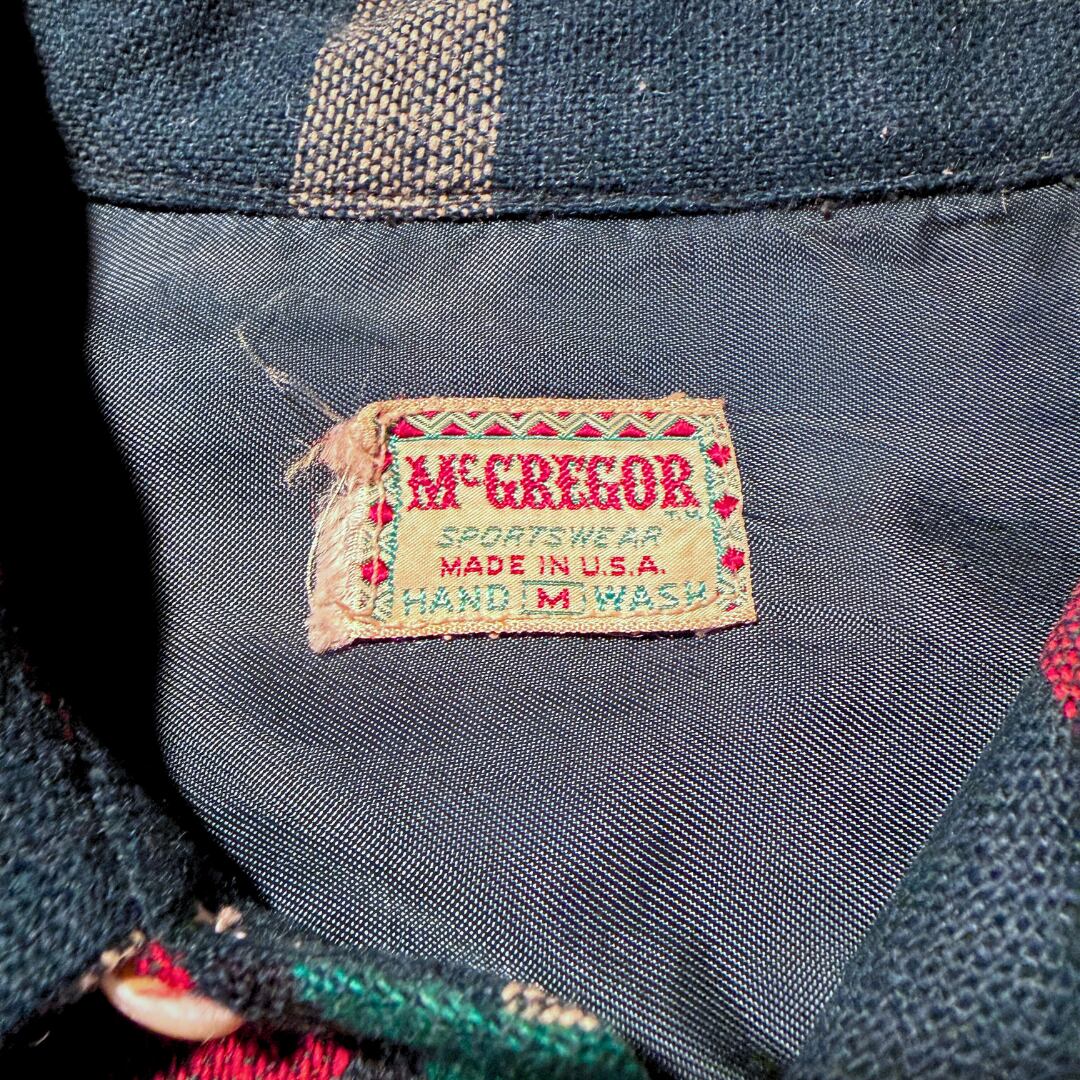 McGREGOR
T.M.
SPORTSWEAR
MADE IN U.S.A.
HAND M WASH